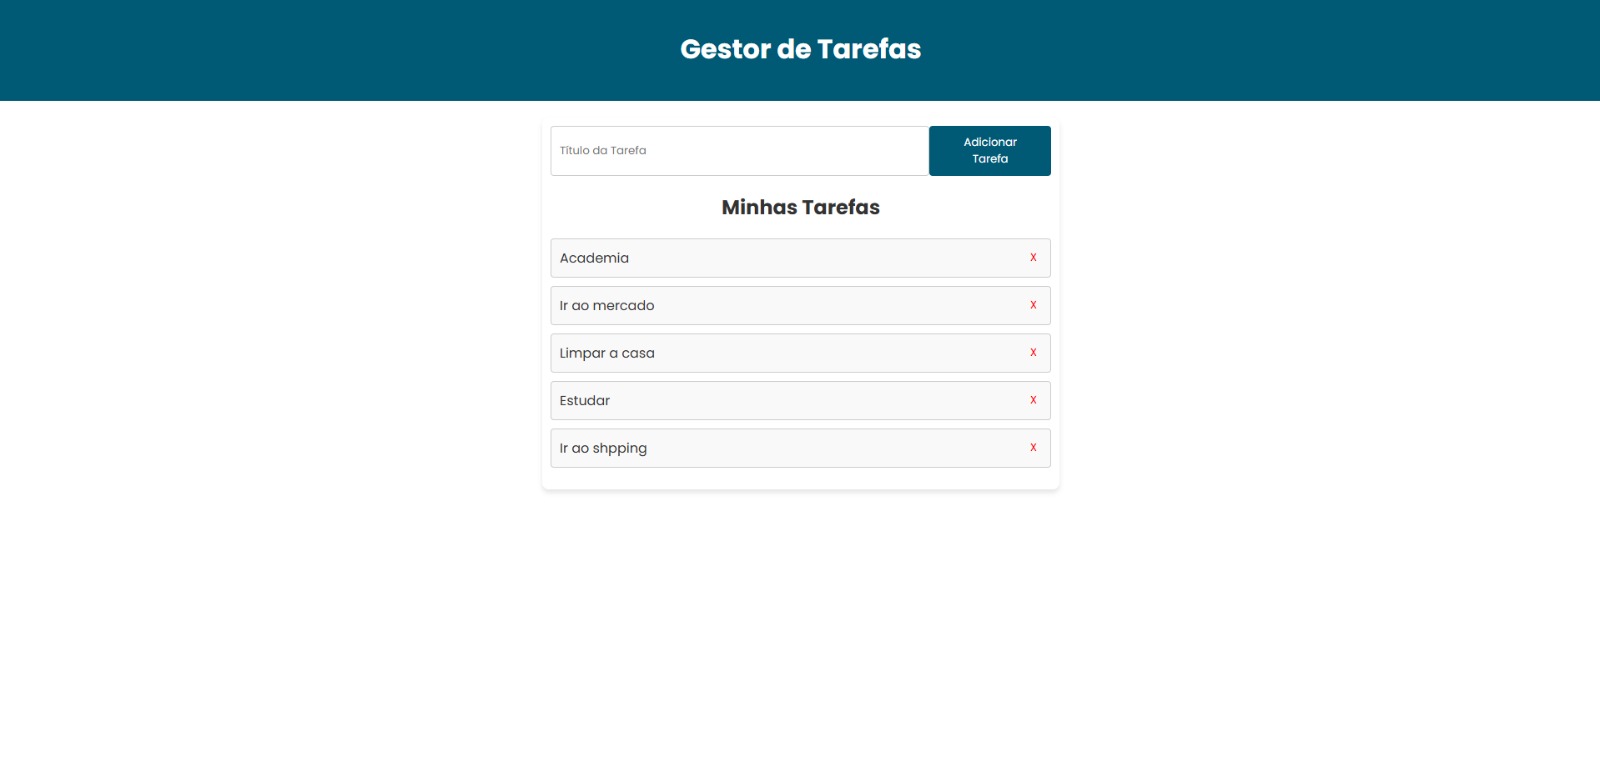 Gestor de Tarefas
Título da Tarefa
Adicionar
Tarefa
Minhas Tarefas
Academia X
Ir ao mercado X
Limpar a casa X
Estudar X
Ir ao shpping X